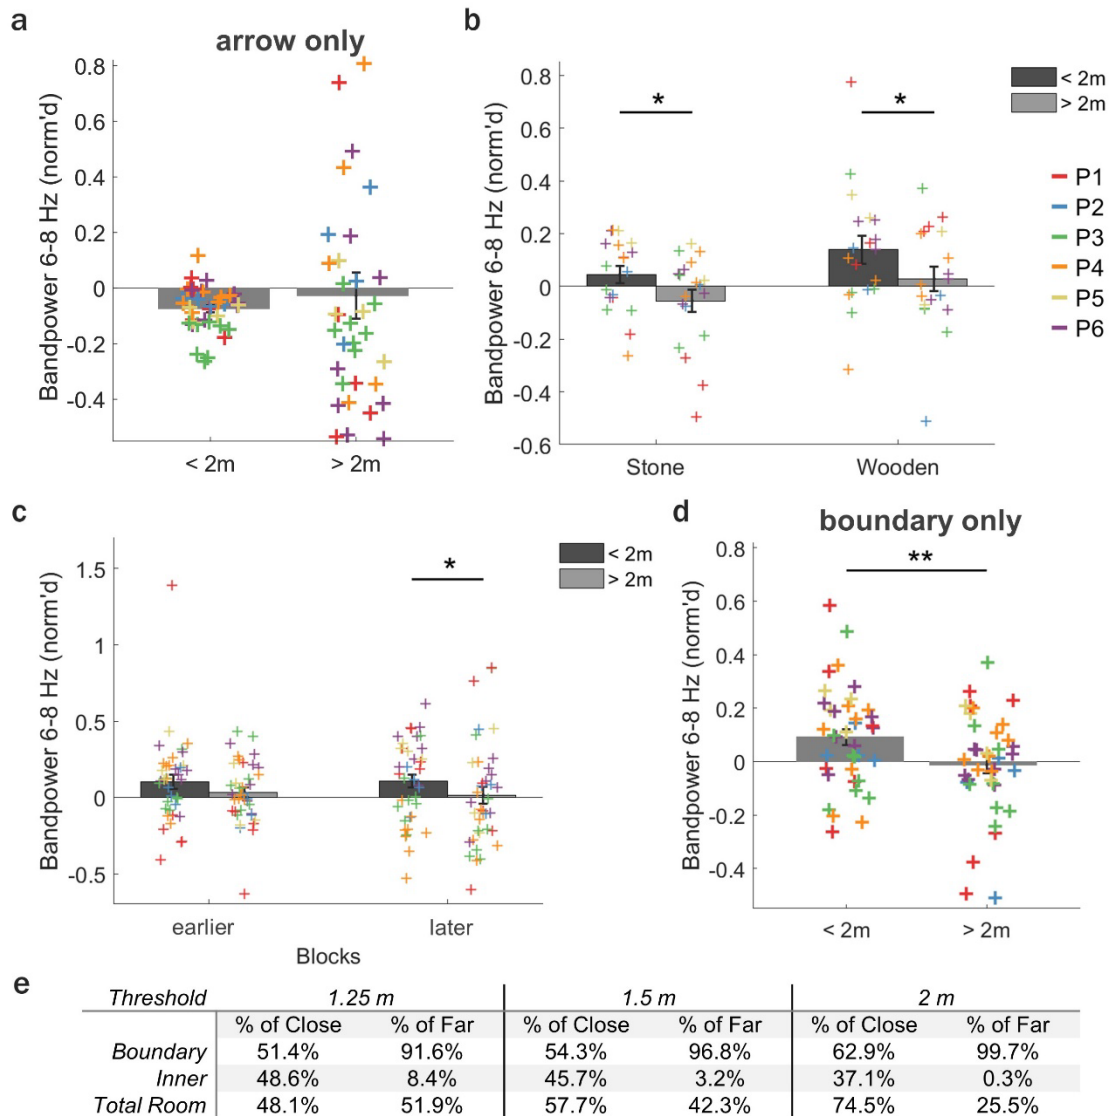 a
arrow only
Bandpower 6-8 Hz (norm'd)
0.8
0.6
0.4
0.2
0
-0.2
-0.4
< 2m
> 2m
b
Bandpower 6-8 Hz (norm'd)
0.8
0.6
0.4
0.2
0
-0.2
-0.4
-0.6
*
*
Stone
Wooden
< 2m
> 2m
P1
P2
P3
P4
P5
P6
c
Bandpower 6-8 Hz (norm'd)
1.5
1
0.5
0
-0.5
*
earlier
later
Blocks
< 2m
> 2m
d
boundary only
Bandpower 6-8 Hz (norm'd)
0.8
0.6
0.4
0.2
0
-0.2
-0.4
**
< 2m
> 2m
e
Threshold 1.25 m 1.5 m 2 m
% of Close % of Far % of Close % of Far % of Close % of Far
Boundary 51.4% 91.6% 54.3% 96.8% 62.9% 99.7%
Inner 48.6% 8.4% 45.7% 3.2% 37.1% 0.3%
Total Room 48.1% 51.9% 57.7% 42.3% 74.5% 25.5%